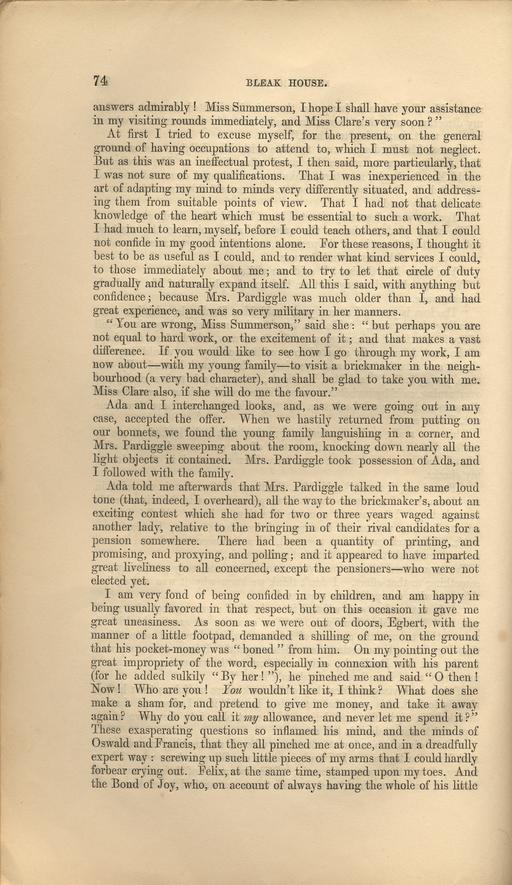 74 BLEAK HOUSE.
answers admirably ! Miss Summerson, I hope I shall have your assistance
in my visiting rounds immediately, and Miss Clare's very soon ? "
At first I tried to excuse myself, for the present, on the general
ground of having occupations to attend to, which I must not neglect.
But as this was an ineffectual protest, I then said, more particularly, that
I was not sure of my qualifications. That I was inexperienced in the
art of adapting my mind to minds very differently situated, and address-
ing them from suitable points of view. That I had not that delicate
knowledge of the heart which must be essential to such a work. That
I had much to learn, myself, before I could teach others, and that I could
not confide in my good intentions alone. For these reasons, I thought it
best to be as useful as I could, and to render what kind services I could,
to those immediately about me ; and to try to let that circle of duty
gradually and naturally expand itself. All this I said, with anything but
confidence ; because Mrs. Pardiggle was much older than I, and had
great experience, and was so very military in her manners.
" You are wrong, Miss Summerson," said she : " but perhaps you are
not equal to hard work, or the excitement of it ; and that makes a vast
difference. If you would like to see how I go through my work, I am
now about—with my young family—to visit a brickmaker in the neigh-
bourhood (a very bad character), and shall be glad to take you with me.
Miss Clare also, if she will do me the favour."
Ada and I interchanged looks, and, as we were going out in any
case, accepted the offer. When we hastily returned from putting on
our bonnets, we found the young family languishing in a corner, and
Mrs. Pardiggle sweeping about the room, knocking down nearly all the
light objects it contained. Mrs. Pardiggle took possession of Ada, and
I followed with the family.
Ada told me afterwards that Mrs. Pardiggle talked in the same loud
tone (that, indeed, I overheard), all the way to the brickmaker's, about an
exciting contest which she had for two or three years waged against
another lady, relative to the bringing in of their rival candidates for a
pension somewhere. There had been a quantity of printing, and
promising, and proxying, and polling ; and it appeared to have imparted
great liveliness to all concerned, except the pensioners—who were not
elected yet.
I am very fond of being confided in by children, and am happy in
being usually favored in that respect, but on this occasion it gave me
great uneasiness. As soon as we were out of doors, Egbert, with the
manner of a little footpad, demanded a shilling of me, on the ground
that his pocket-money was " boned " from him. On my pointing out the
great impropriety of the word, especially in connexion with his parent
(for he added sulkily " By her ! "), he pinched me and said " O then !
Now ! Who are you ! You wouldn't like it, I think ? What does she
make a sham for, and pretend to give me money, and take it away
again ? Why do you call it my allowance, and never let me spend it ? "
These exasperating questions so inflamed his mind, and the minds of
Oswald and Francis, that they all pinched me at once, and in a dreadfully
expert way : screwing up such little pieces of my arms that I could hardly
forbear crying out. Felix, at the same time, stamped upon my toes. And
the Bond of Joy, who, on account of always having the whole of his little